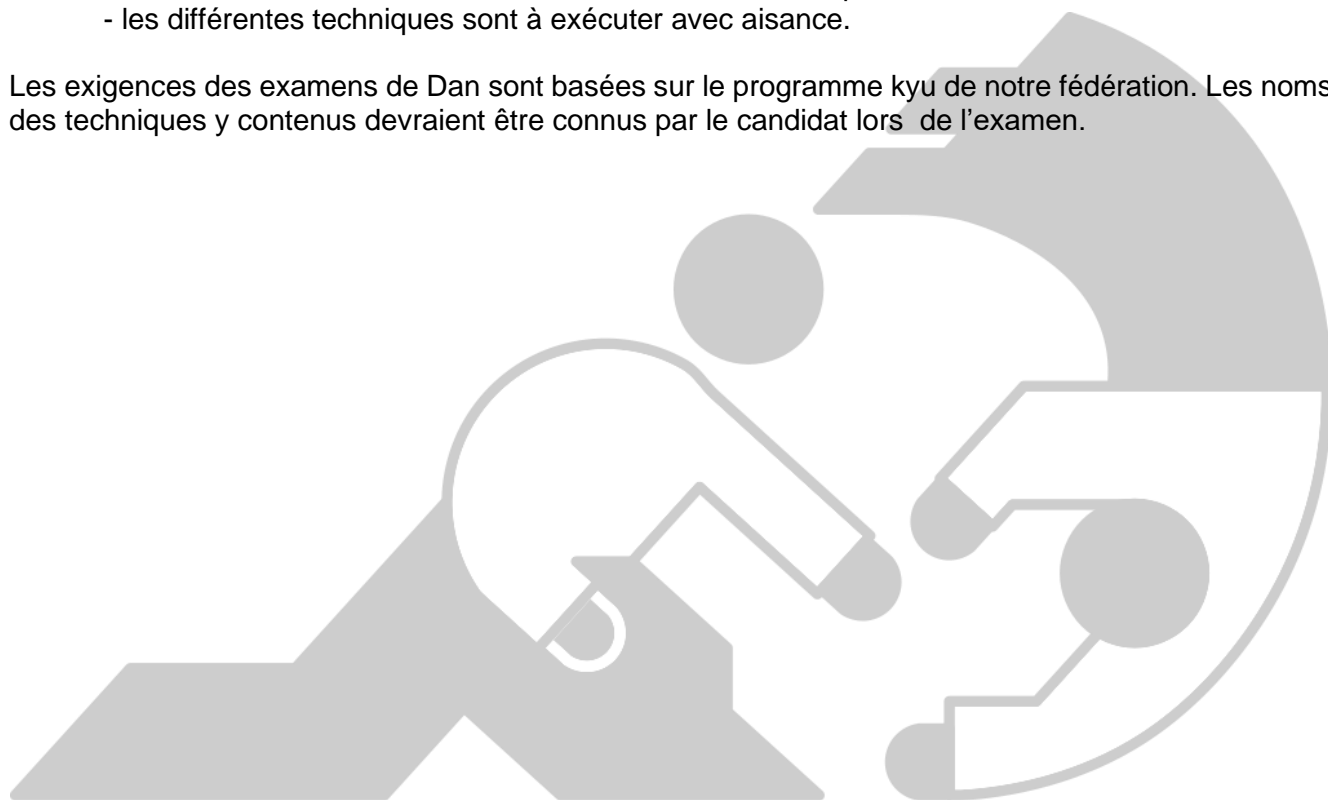 - les différentes techniques sont à exécuter avec aisance.
Les exigences des examens de Dan sont basées sur le programme kyu de notre fédération. Les noms
des techniques y contenus devraient être connus par le candidat lors  de l’examen.